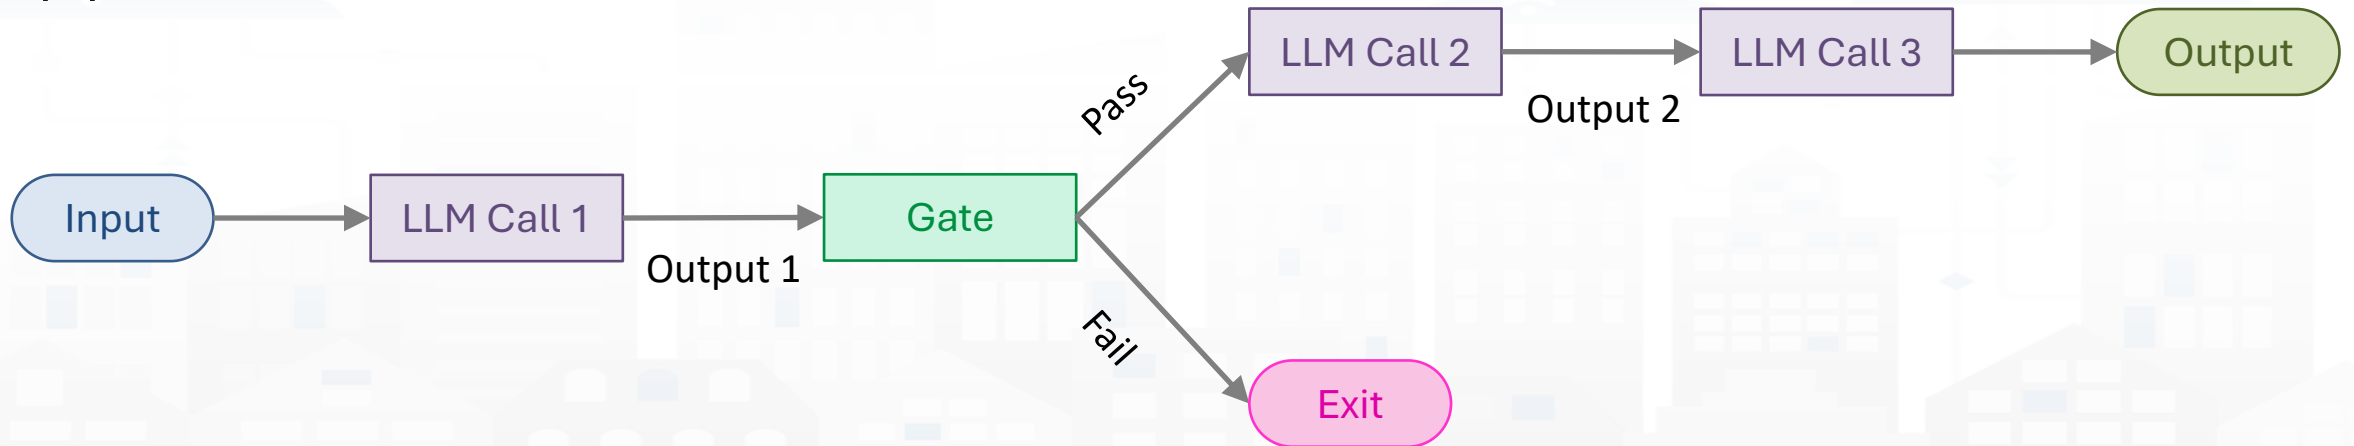 Input
LLM Call 1
Output 1
Gate
Pass
Fail
LLM Call 2
Output 2
LLM Call 3
Output
Exit